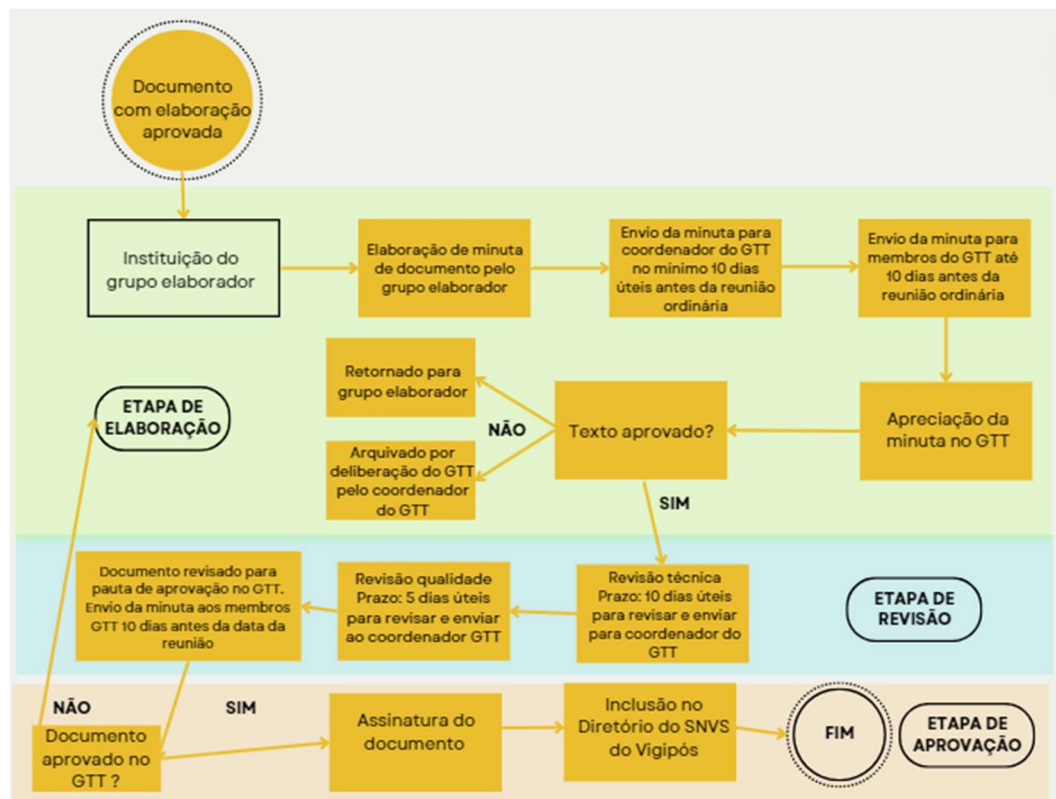 Documento
com elaboração
aprovada
Instituição do
grupo elaborador
Elaboração de minuta
de documento pelo
grupo elaborador
Envio da minuta para
coordenador do GTT
no minimo 10 dias
úteis antes da reunião
ordinária
Envio da minuta para
membros do GTT até
10 dias antes da
reunião ordinária
Apreciação da
minuta no GTT
Texto aprovado?
NÃO
Retornado para
grupo elaborador
Arquivado por
deliberação do GTT
pelo coordenador
do GTT
ETAPA DE
ELABORAÇÃO
SIM
Revisão técnica
Prazo: 10 dias úteis
para revisar e enviar
para coordenador do
GTT
Revisão qualidade
Prazo: 5 dias úteis
para revisar e enviar
ao coordenador GTT
Documento revisado para
pauta de aprovação no GTT.
Envio da minuta aos membros
GTT 10 dias antes da data da
reunião
ETAPA DE
REVISÃO
NÃO
SIM
Documento
aprovado no
GTT ?
Assinatura do
documento
Inclusão no
Diretório do SNVS
do Vigipós
FIM
ETAPA DE
APROVAÇÃO